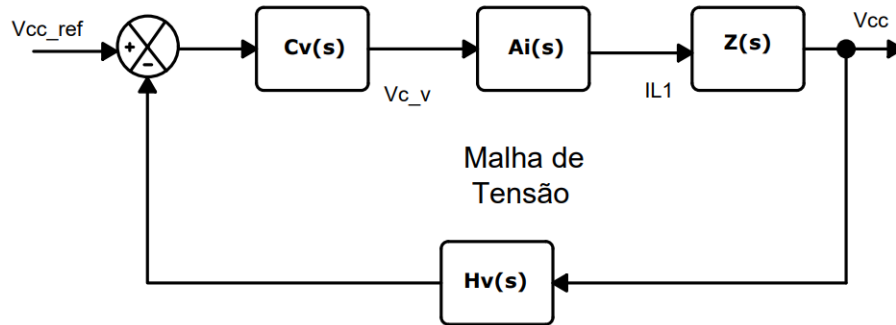 Vcc_ref
+
-
Cv(s)
Vc_v
Ai(s)
IL1
Z(s)
Vcc
Malha de
Tensão
Hv(s)